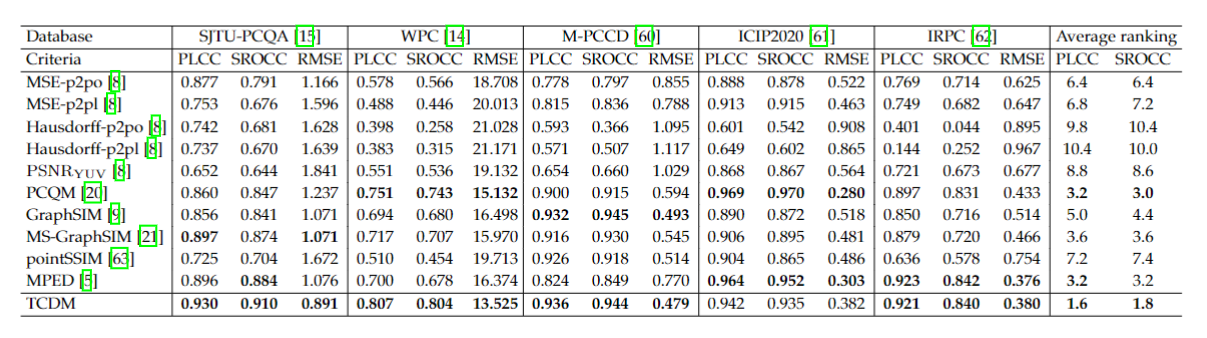 Database SJTU-PCQA [15] WPC [14] M-PCCD [60] ICIP2020 [61] IRPC [62] Average ranking
Criteria PLCC SROCC RMSE PLCC SROCC RMSE PLCC SROCC RMSE PLCC SROCC RMSE PLCC SROCC RMSE PLCC SROCC
MSE-p2po [8] 0.877 0.791 1.166 0.578 0.566 18.708 0.778 0.797 0.855 0.888 0.878 0.522 0.769 0.714 0.625 6.4 6.4
MSE-p2pl [8] 0.753 0.676 1.596 0.488 0.446 20.013 0.815 0.836 0.788 0.913 0.915 0.463 0.749 0.682 0.647 6.8 7.2
Hausdorff-p2po [8] 0.742 0.681 1.628 0.398 0.258 21.028 0.593 0.366 1.095 0.601 0.542 0.908 0.401 0.044 0.895 9.8 10.4
Hausdorff-p2pl [8] 0.737 0.670 1.639 0.383 0.315 21.171 0.571 0.507 1.117 0.649 0.602 0.865 0.144 0.252 0.967 10.4 10.0
PSNRYUV [8] 0.652 0.644 1.841 0.551 0.536 19.132 0.654 0.660 1.029 0.868 0.867 0.564 0.721 0.673 0.677 8.8 8.6
PCQM [20] 0.860 0.847 1.237 0.751 0.743 15.132 0.900 0.915 0.594 0.969 0.970 0.280 0.897 0.831 0.433 3.2 3.0
GraphSIM [9] 0.856 0.841 1.071 0.694 0.680 16.498 0.932 0.945 0.493 0.890 0.872 0.518 0.850 0.716 0.514 5.0 4.4
MS-GraphSIM [21] 0.897 0.874 1.071 0.717 0.707 15.970 0.916 0.930 0.545 0.906 0.895 0.481 0.879 0.720 0.466 3.6 3.6
pointSSIM [63] 0.725 0.704 1.672 0.510 0.454 19.713 0.926 0.918 0.514 0.904 0.865 0.486 0.636 0.578 0.754 7.2 7.4
MPED [5] 0.896 0.884 1.076 0.700 0.678 16.374 0.824 0.849 0.770 0.964 0.952 0.303 0.923 0.842 0.376 3.2 3.2
TCDM 0.930 0.910 0.891 0.807 0.804 13.525 0.936 0.944 0.479 0.942 0.935 0.382 0.921 0.840 0.380 1.6 1.8